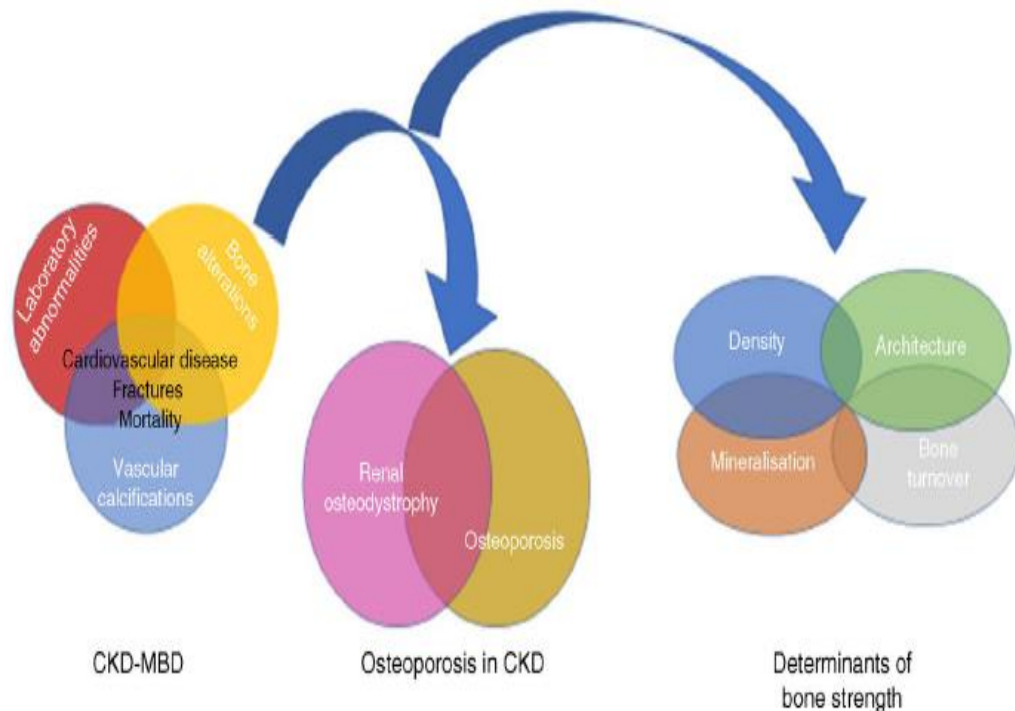 Laboratory
abnormalities
Bone
alterations
Cardiovascular disease
Fractures
Mortality
Vascular
calcifications
CKD-MBD
Renal
osteodystrophy
Osteoporosis
Osteoporosis in CKD
Density
Architecture
Mineralisation
Bone
turnover
Determinants of
bone strength